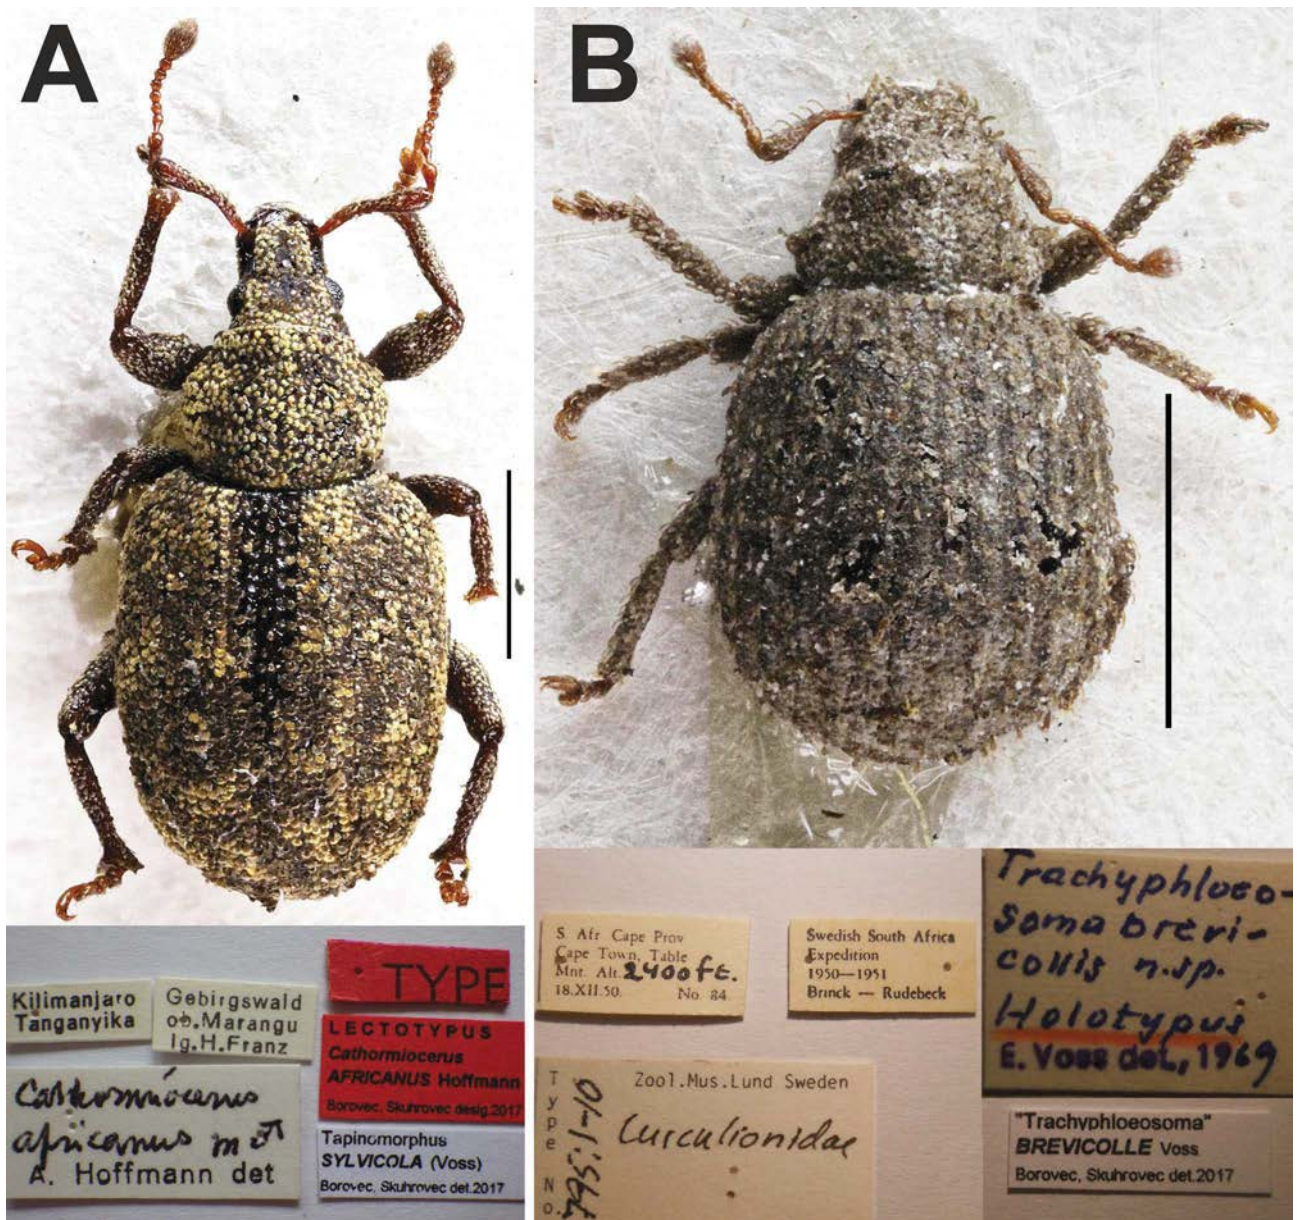 A
B
Kilimanjaro
Tanganyika
Gebirgswald
ob.Marangu
lg.H.Franz
Cathormiocerus
africanus m ♂
A. Hoffmann det
TYPE
LECTOTYPUS
Cathormiocerus
AFRICANUS Hoffmann
Borovec, Skuhrovec desig.2017
Tapinomorphus
SYLVICOLA (Voss)
Borovec, Skuhrovec det.2017
S. Afr. Cape Prov
Cape Town, Table
Mnt. Alt. 2400 ft.
18.XII.50. No. 84.
Swedish South Africa
Expedition
1950—1951
Brinck — Rudebeck
Type No.
Zool.Mus.Lund Sweden
Curculionidae
Trachyphloeo-
soma brevi-
collis n.sp.
Holotypus
E. Voss det., 1969
"Trachyphloeosoma"
BREVICOLLE Voss
Borovec, Skuhrovec det.2017